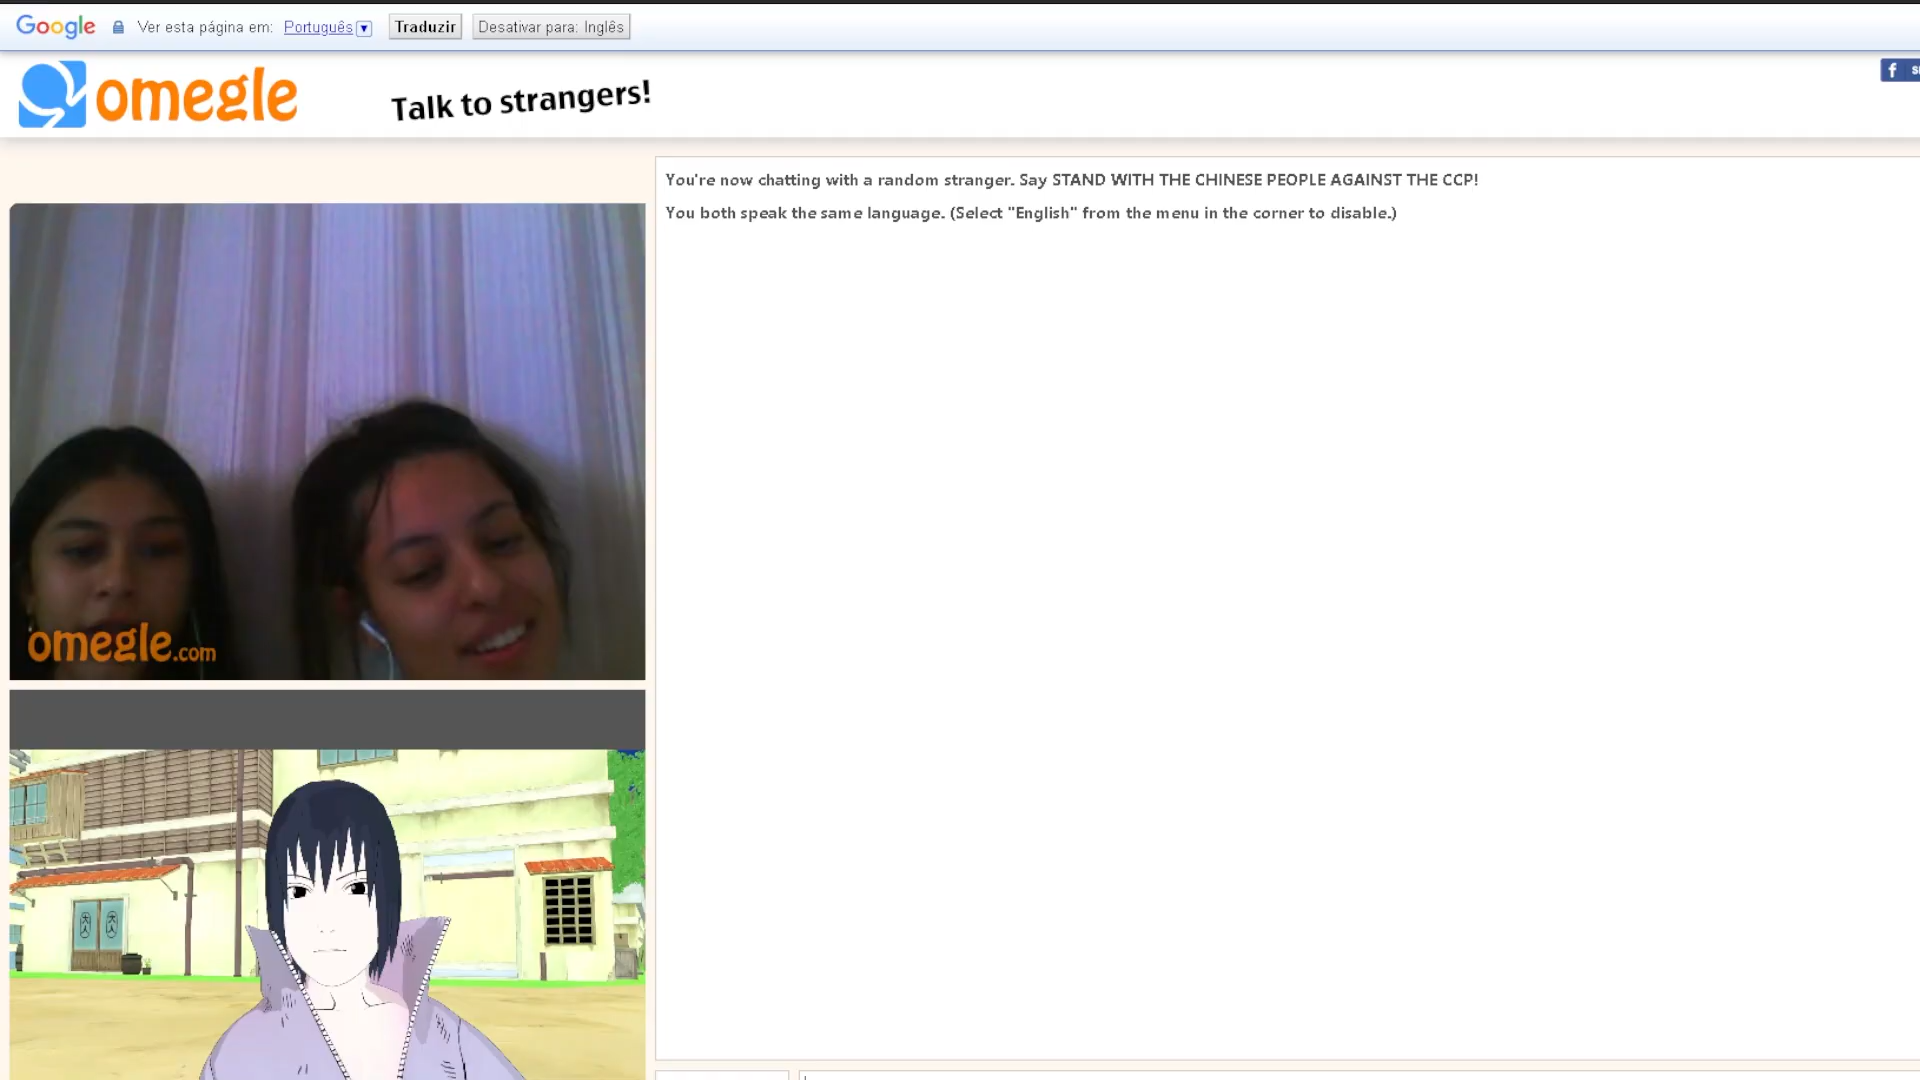 Google Ver esta página em: Português Traduzir Desativar para: Inglês
omegle Talk to strangers!
You're now chatting with a random stranger. Say STAND WITH THE CHINESE PEOPLE AGAINST THE CCP!
You both speak the same language. (Select "English" from the menu in the corner to disable.)
omegle.com